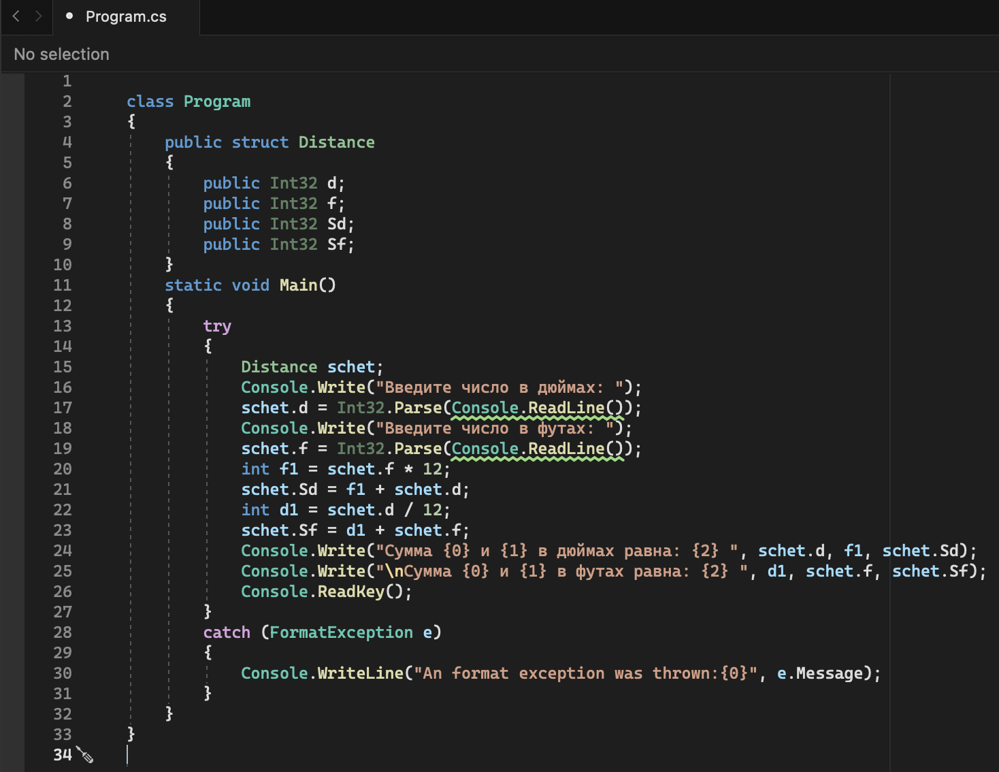 Program.cs
No selection
1
2 class Program
3 {
4 public struct Distance
5 {
6 public Int32 d;
7 public Int32 f;
8 public Int32 Sd;
9 public Int32 Sf;
10 }
11 static void Main()
12 {
13 try
14 {
15 Distance schet;
16 Console.Write("Введите число в дюймах: ");
17 schet.d = Int32.Parse(Console.ReadLine());
18 Console.Write("Введите число в футах: ");
19 schet.f = Int32.Parse(Console.ReadLine());
20 int f1 = schet.f * 12;
21 schet.Sd = f1 + schet.d;
22 int d1 = schet.d / 12;
23 schet.Sf = d1 + schet.f;
24 Console.Write("Сумма {0} и {1} в дюймах равна: {2} ", schet.d, f1, schet.Sd);
25 Console.Write("\nСумма {0} и {1} в футах равна: {2} ", d1, schet.f, schet.Sf);
26 Console.ReadKey();
27 }
28 catch (FormatException e)
29 {
30 Console.WriteLine("An format exception was thrown:{0}", e.Message);
31 }
32 }
33 }
34